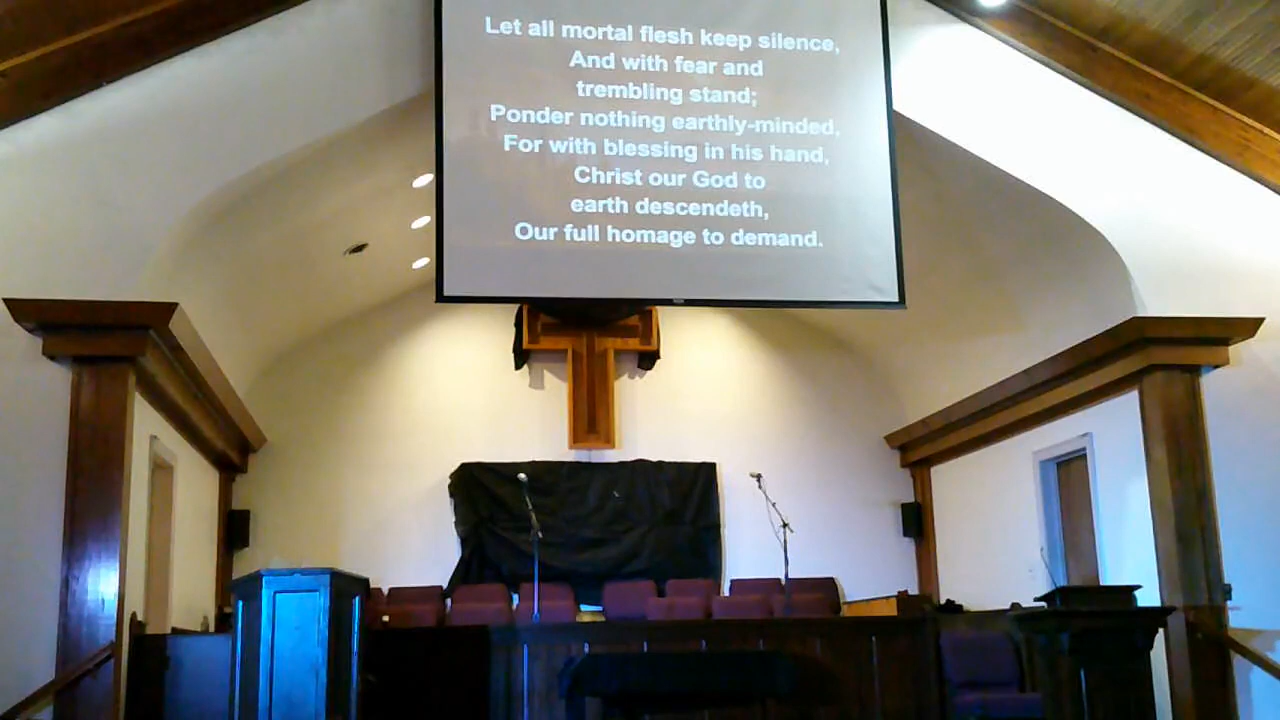 Let all mortal flesh keep silence,
And with fear and
trembling stand;
Ponder nothing earthly-minded,
For with blessing in his hand,
Christ our God to
earth descendeth,
Our full homage to demand.